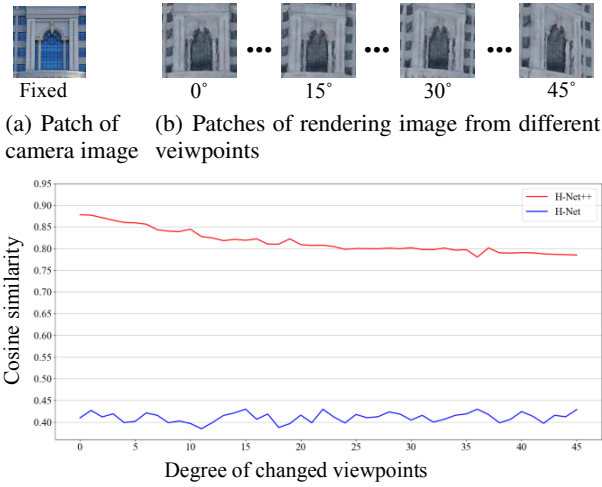 Fixed
0° ... 15° ... 30° ... 45°
(a) Patch of
camera image
(b) Patches of rendering image from different
veiwpoints
0.95
0.90
0.85
0.80
0.75
0.70
0.65
0.60
0.55
0.50
0.45
0.40
Cosine similarity
H-Net++
H-Net
0 5 10 15 20 25 30 35 40 45
Degree of changed viewpoints